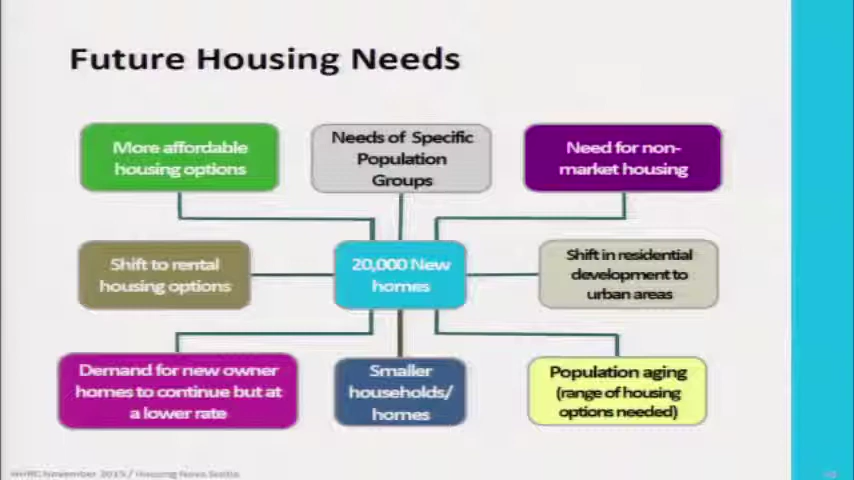 Future Housing Needs
More affordable
housing options
Needs of Specific
Population
Groups
Need for non-
market housing
Shift to rental
housing options
20,000 New
homes
Shift in residential
development to
urban areas
Demand for new owner
homes to continue but at
a lower rate
Smaller
households/
homes
Population aging
(range of housing
options needed)
November 2015 / Housing Nova Scotia